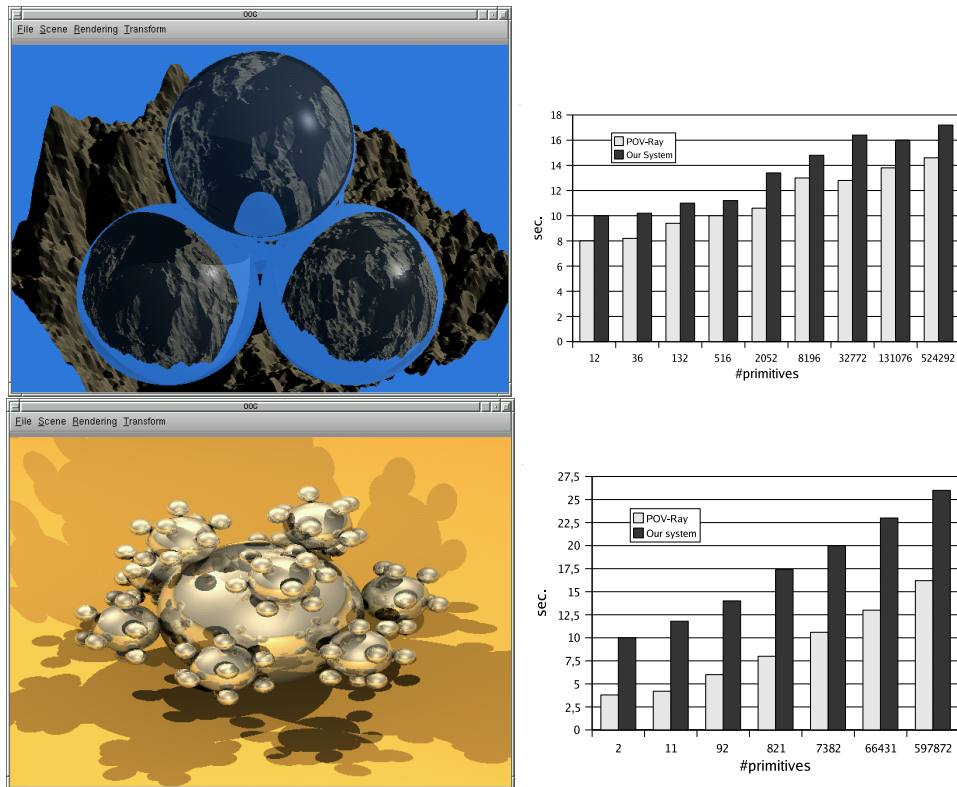 OOG
File Scene Rendering Transform
18
16
14
12
10
8
6
4
2
0
sec.
POV-Ray
Our System
12 36 132 516 2052 8196 32772 131076 524292
#primitives
OOG
File Scene Rendering Transform
27,5
25
22,5
20
17,5
15
12,5
10
7,5
5
2,5
0
sec.
POV-Ray
Our system
2 11 92 821 7382 66431 597872
#primitives